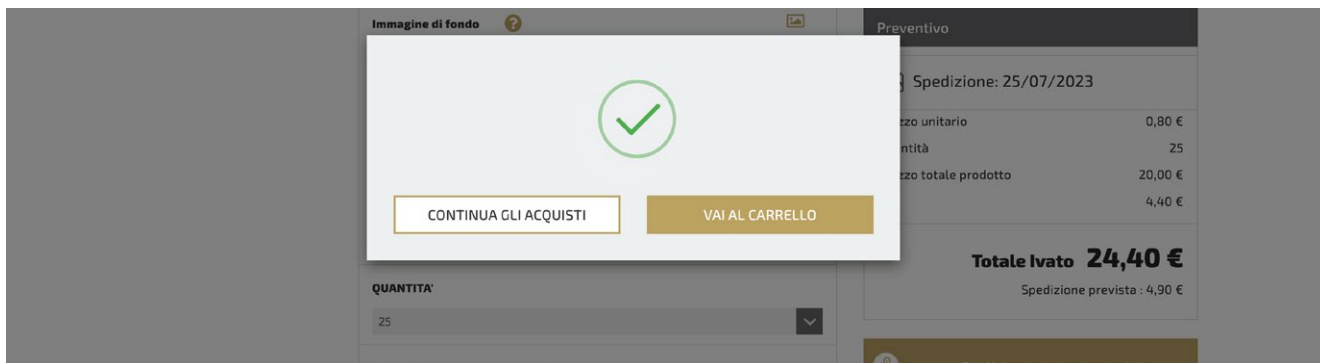 Immagine di fondo
Preventivo
Spedizione: 25/07/2023
zzo unitario 0,80 €
ntità 25
zzo totale prodotto 20,00 €
4,40 €
CONTINUA GLI ACQUISTI
VAI AL CARRELLO
Totale Ivato 24,40 €
Spedizione prevista : 4,90 €
QUANTITA'
25